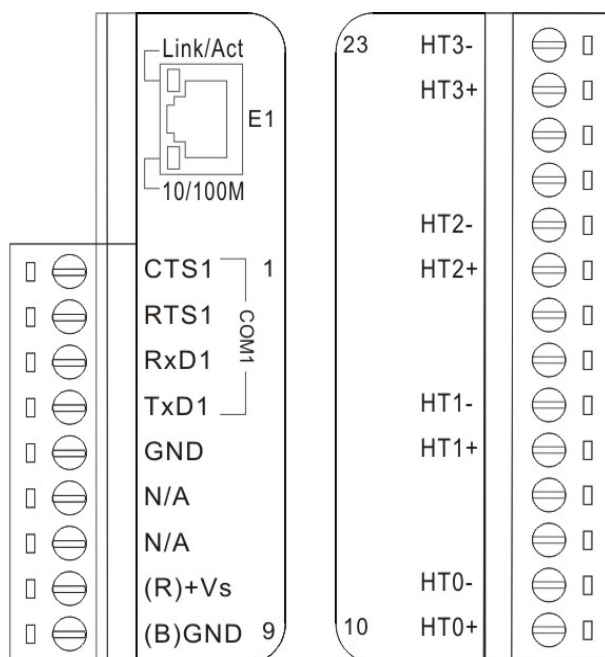 Link/Act
E1
10/100M
CTS1 1
RTS1
RxD1
TxD1
COM1
GND
N/A
N/A
(R)+Vs
(B)GND 9
23 HT3-
HT3+
HT2-
HT2+
HT1-
HT1+
HT0-
10 HT0+